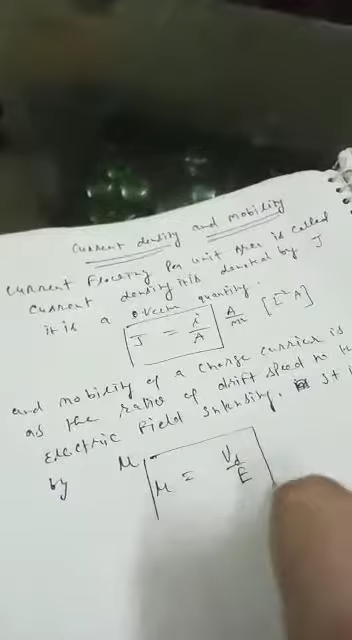 Current density and mobility
Current Flowing Per unit Area is called
Current density it is denoted by J
it is a Vector quantity.
J = i/A A/m² [L⁻²A]
and mobility of a charge carrier is
as the ratio of drift speed to the
Electric Field Intensity. It i
by μ μ = Vd/E